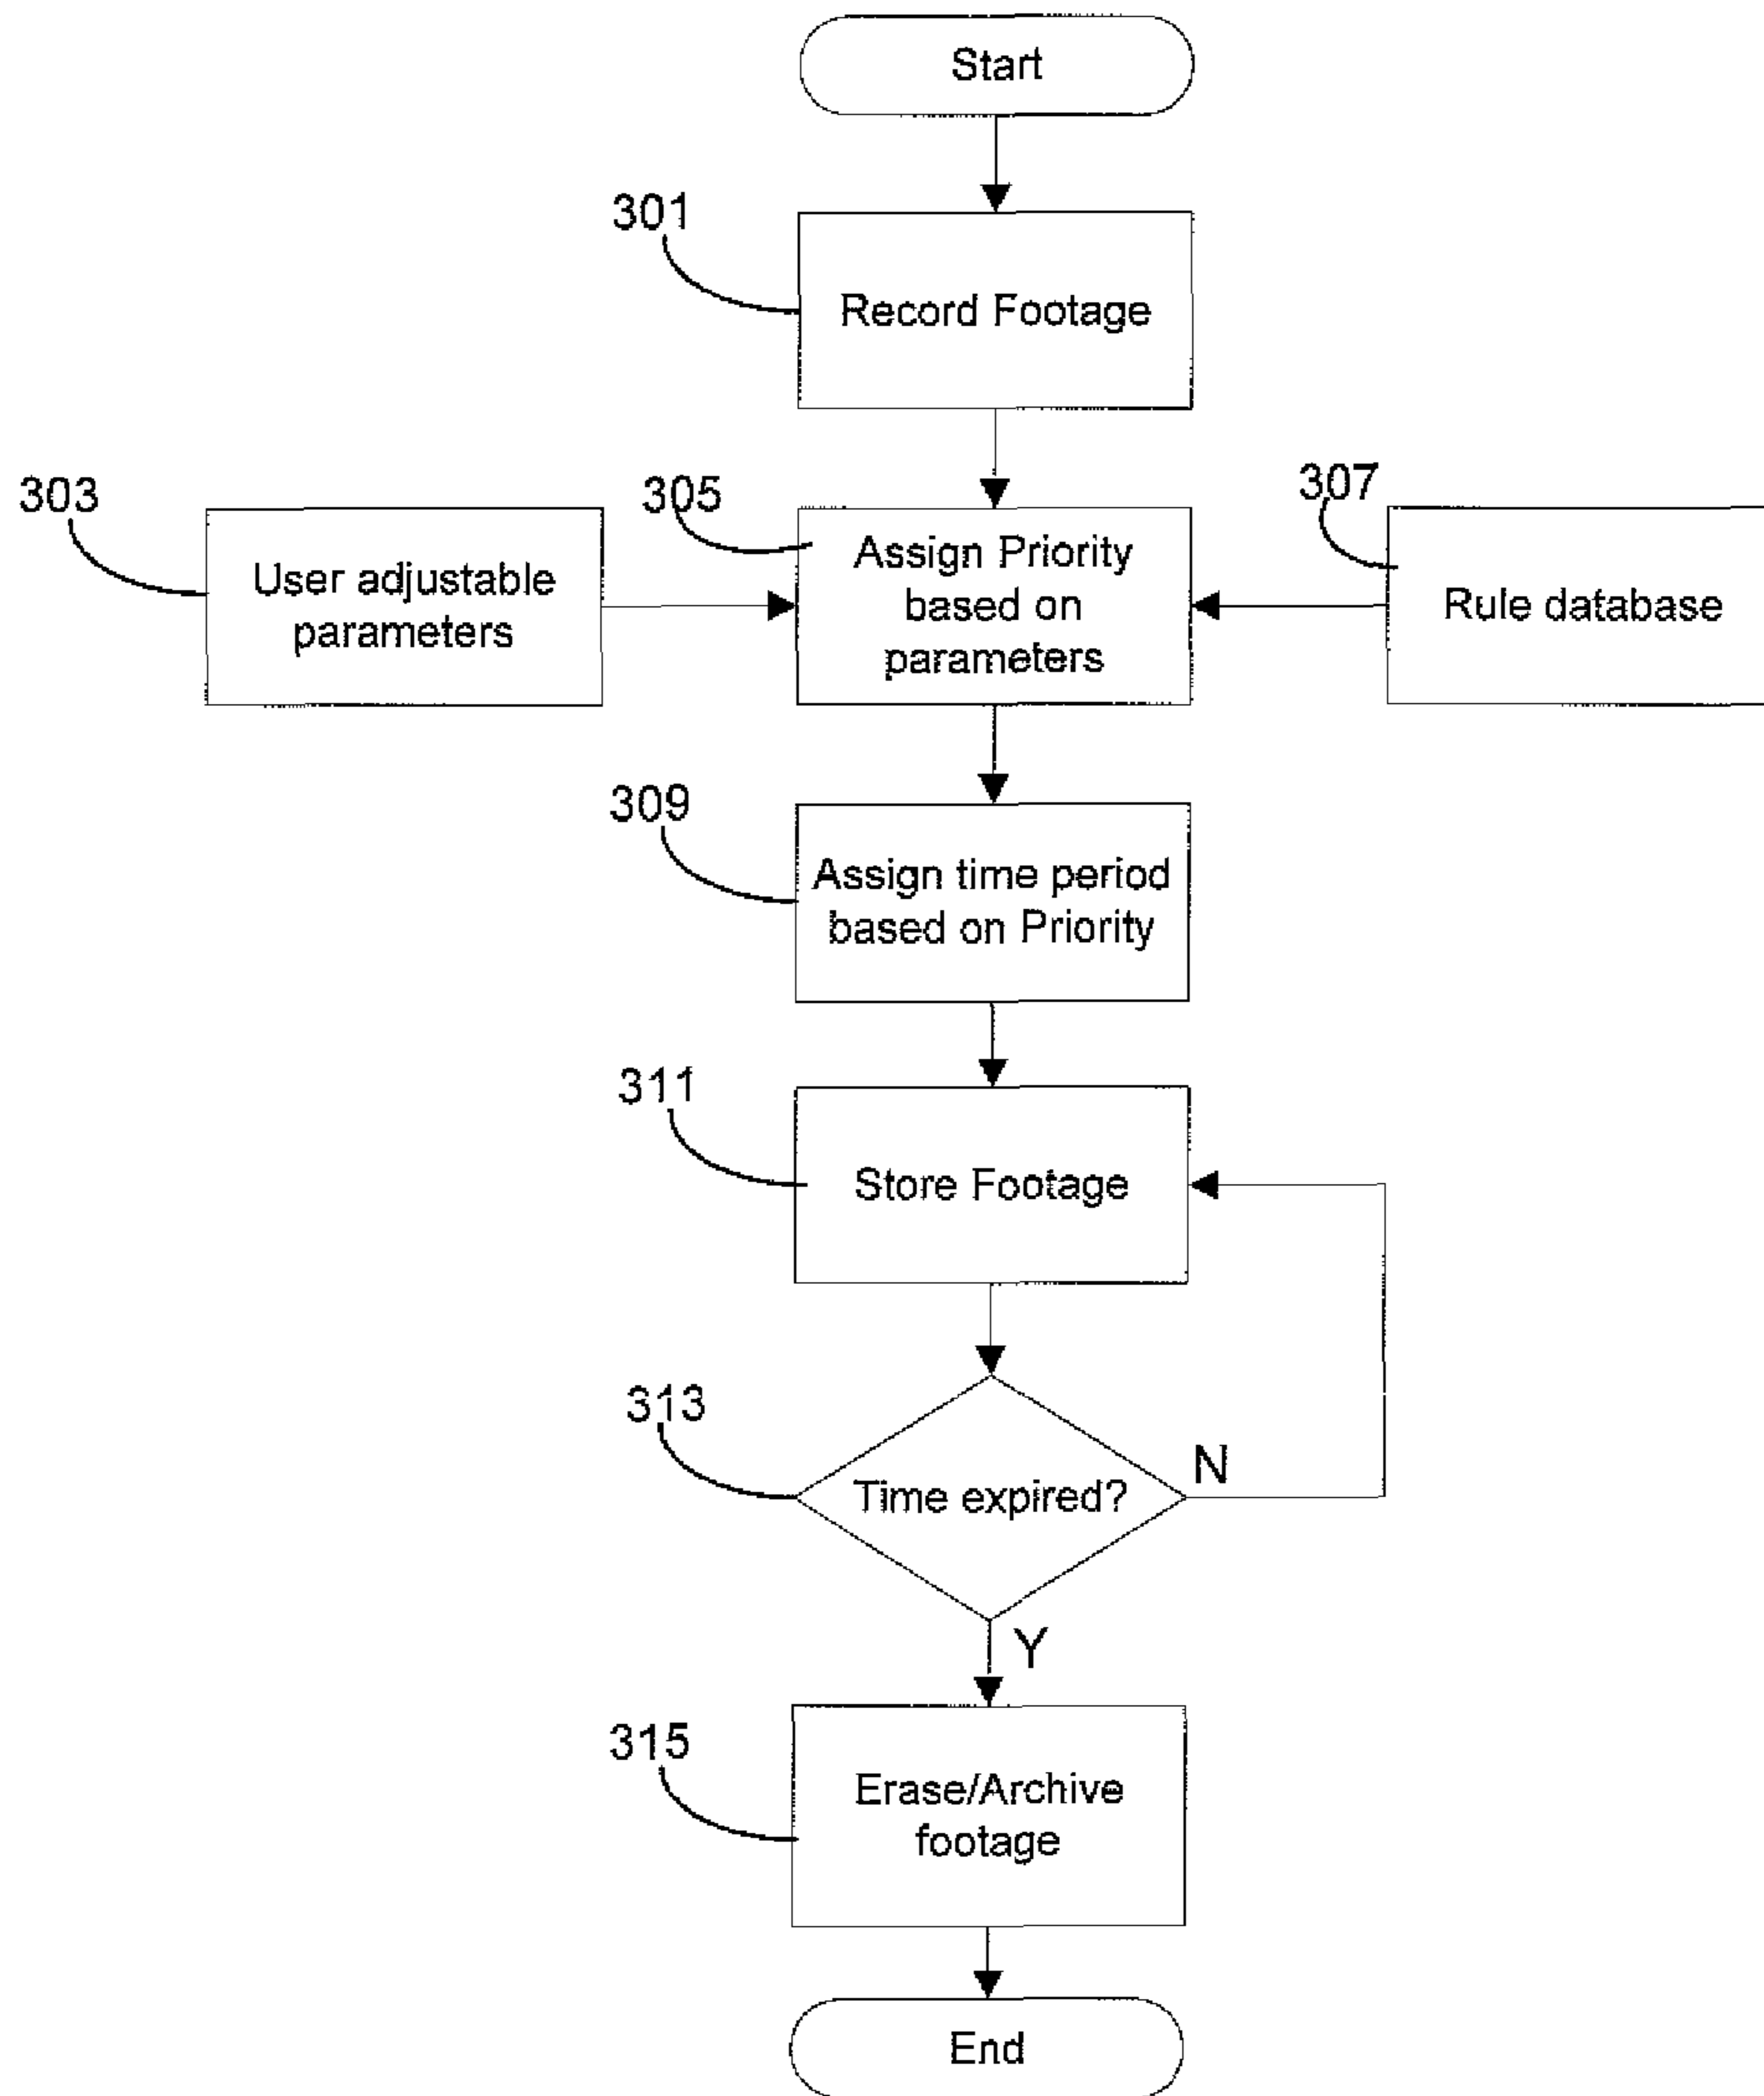 Start
301
Record Footage
303
305
307
User adjustable
parameters
Assign Priority
based on
parameters
Rule database
309
Assign time period
based on Priority
311
Store Footage
313
Time expired?
N
Y
315
Erase/Archive
footage
End